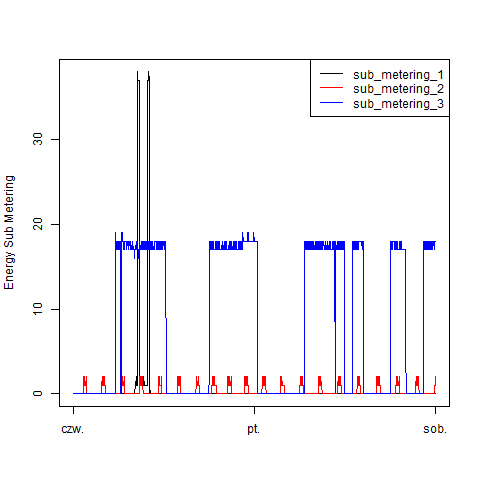 sub_metering_1
sub_metering_2
sub_metering_3
Energy Sub Metering
30
20
10
0
czw.
pt.
sob.